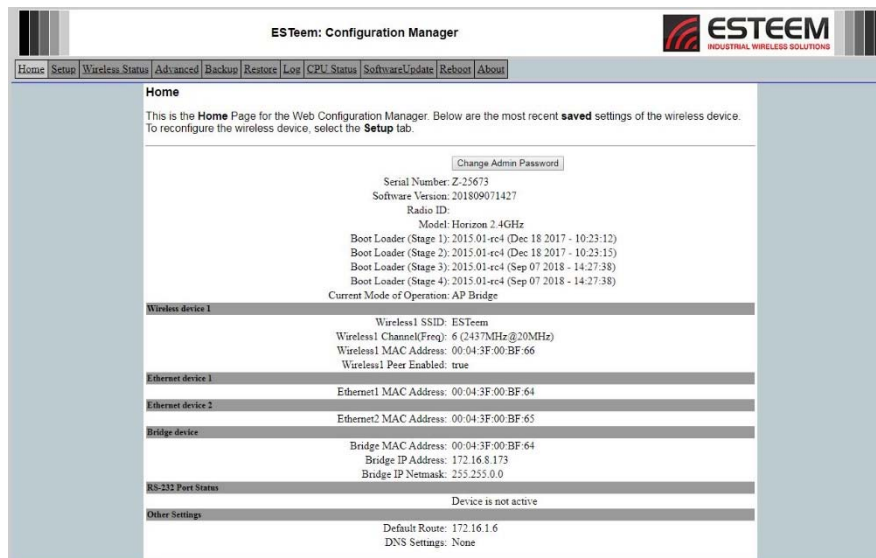 ESTeem: Configuration Manager
ESTEEM
INDUSTRIAL WIRELESS SOLUTIONS
Home Setup Wireless Status Advanced Backup Restore Log CPU Status SoftwareUpdate Reboot About
Home
This is the Home Page for the Web Configuration Manager. Below are the most recent saved settings of the wireless device.
To reconfigure the wireless device, select the Setup tab.
Change Admin Password
Serial Number: Z-25673
Software Version: 201809071427
Radio ID:
Model: Horizon 2.4GHz
Boot Loader (Stage 1): 2015.01-rc4 (Dec 18 2017 - 10:23:12)
Boot Loader (Stage 2): 2015.01-rc4 (Dec 18 2017 - 10:23:15)
Boot Loader (Stage 3): 2015.01-rc4 (Sep 07 2018 - 14:27:38)
Boot Loader (Stage 4): 2015.01-rc4 (Sep 07 2018 - 14:27:38)
Current Mode of Operation: AP Bridge
Wireless device 1
Wireless1 SSID: ESTeem
Wireless1 Channel(Freq): 6 (2437MHz@20MHz)
Wireless1 MAC Address: 00:04:3F:00:BF:66
Wireless1 Peer Enabled: true
Ethernet device 1
Ethernet1 MAC Address: 00:04:3F:00:BF:64
Ethernet device 2
Ethernet2 MAC Address: 00:04:3F:00:BF:65
Bridge device
Bridge MAC Address: 00:04:3F:00:BF:64
Bridge IP Address: 172.16.8.173
Bridge IP Netmask: 255.255.0.0
RS-232 Port Status
Device is not active
Other Settings
Default Route: 172.16.1.6
DNS Settings: None